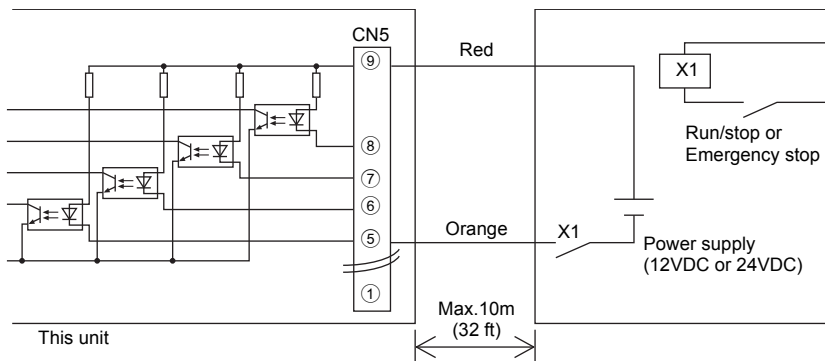 CN5
⑨
Red
X1
Run/stop or
Emergency stop
⑧
⑦
⑥
⑤
Orange
X1
Power supply
(12VDC or 24VDC)
①
Max.10m
(32 ft)
This unit